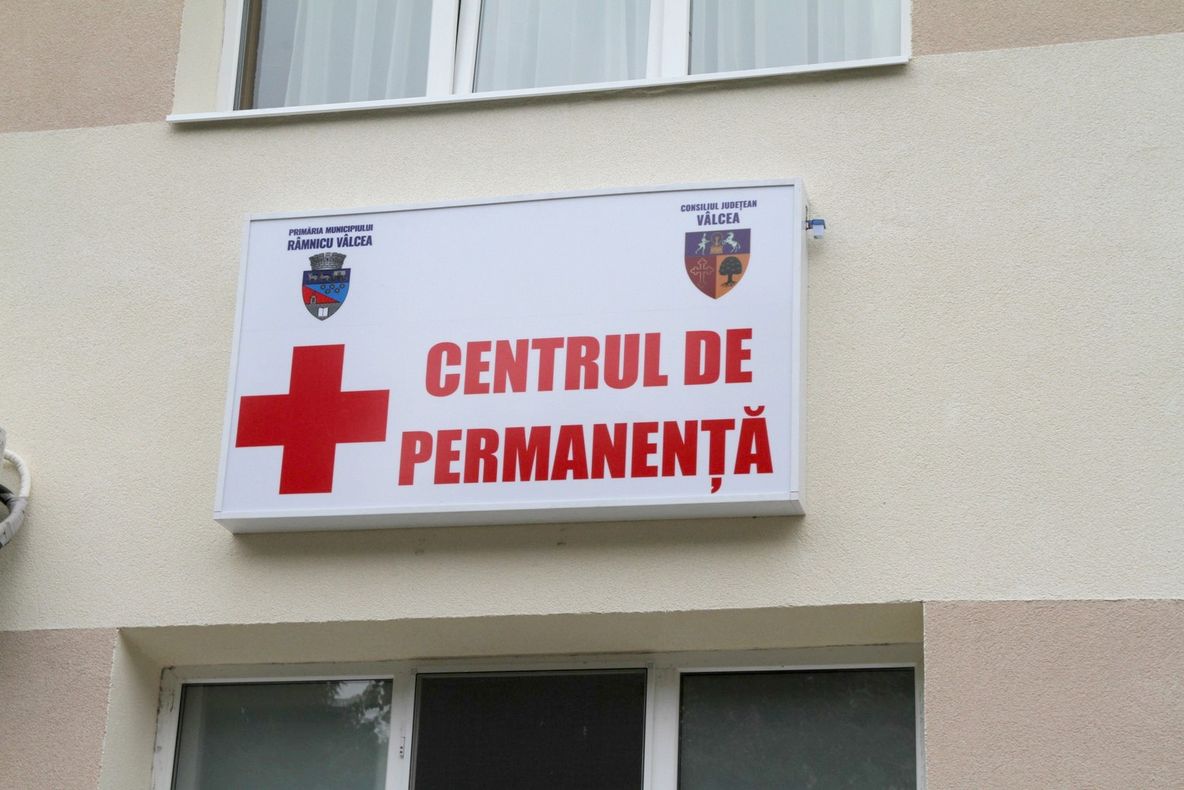 PRIMĂRIA MUNICIPIULUI
RÂMNICU VÂLCEA
CONSILIUL JUDEȚEAN
VÂLCEA
CENTRUL DE
PERMANENȚĂ